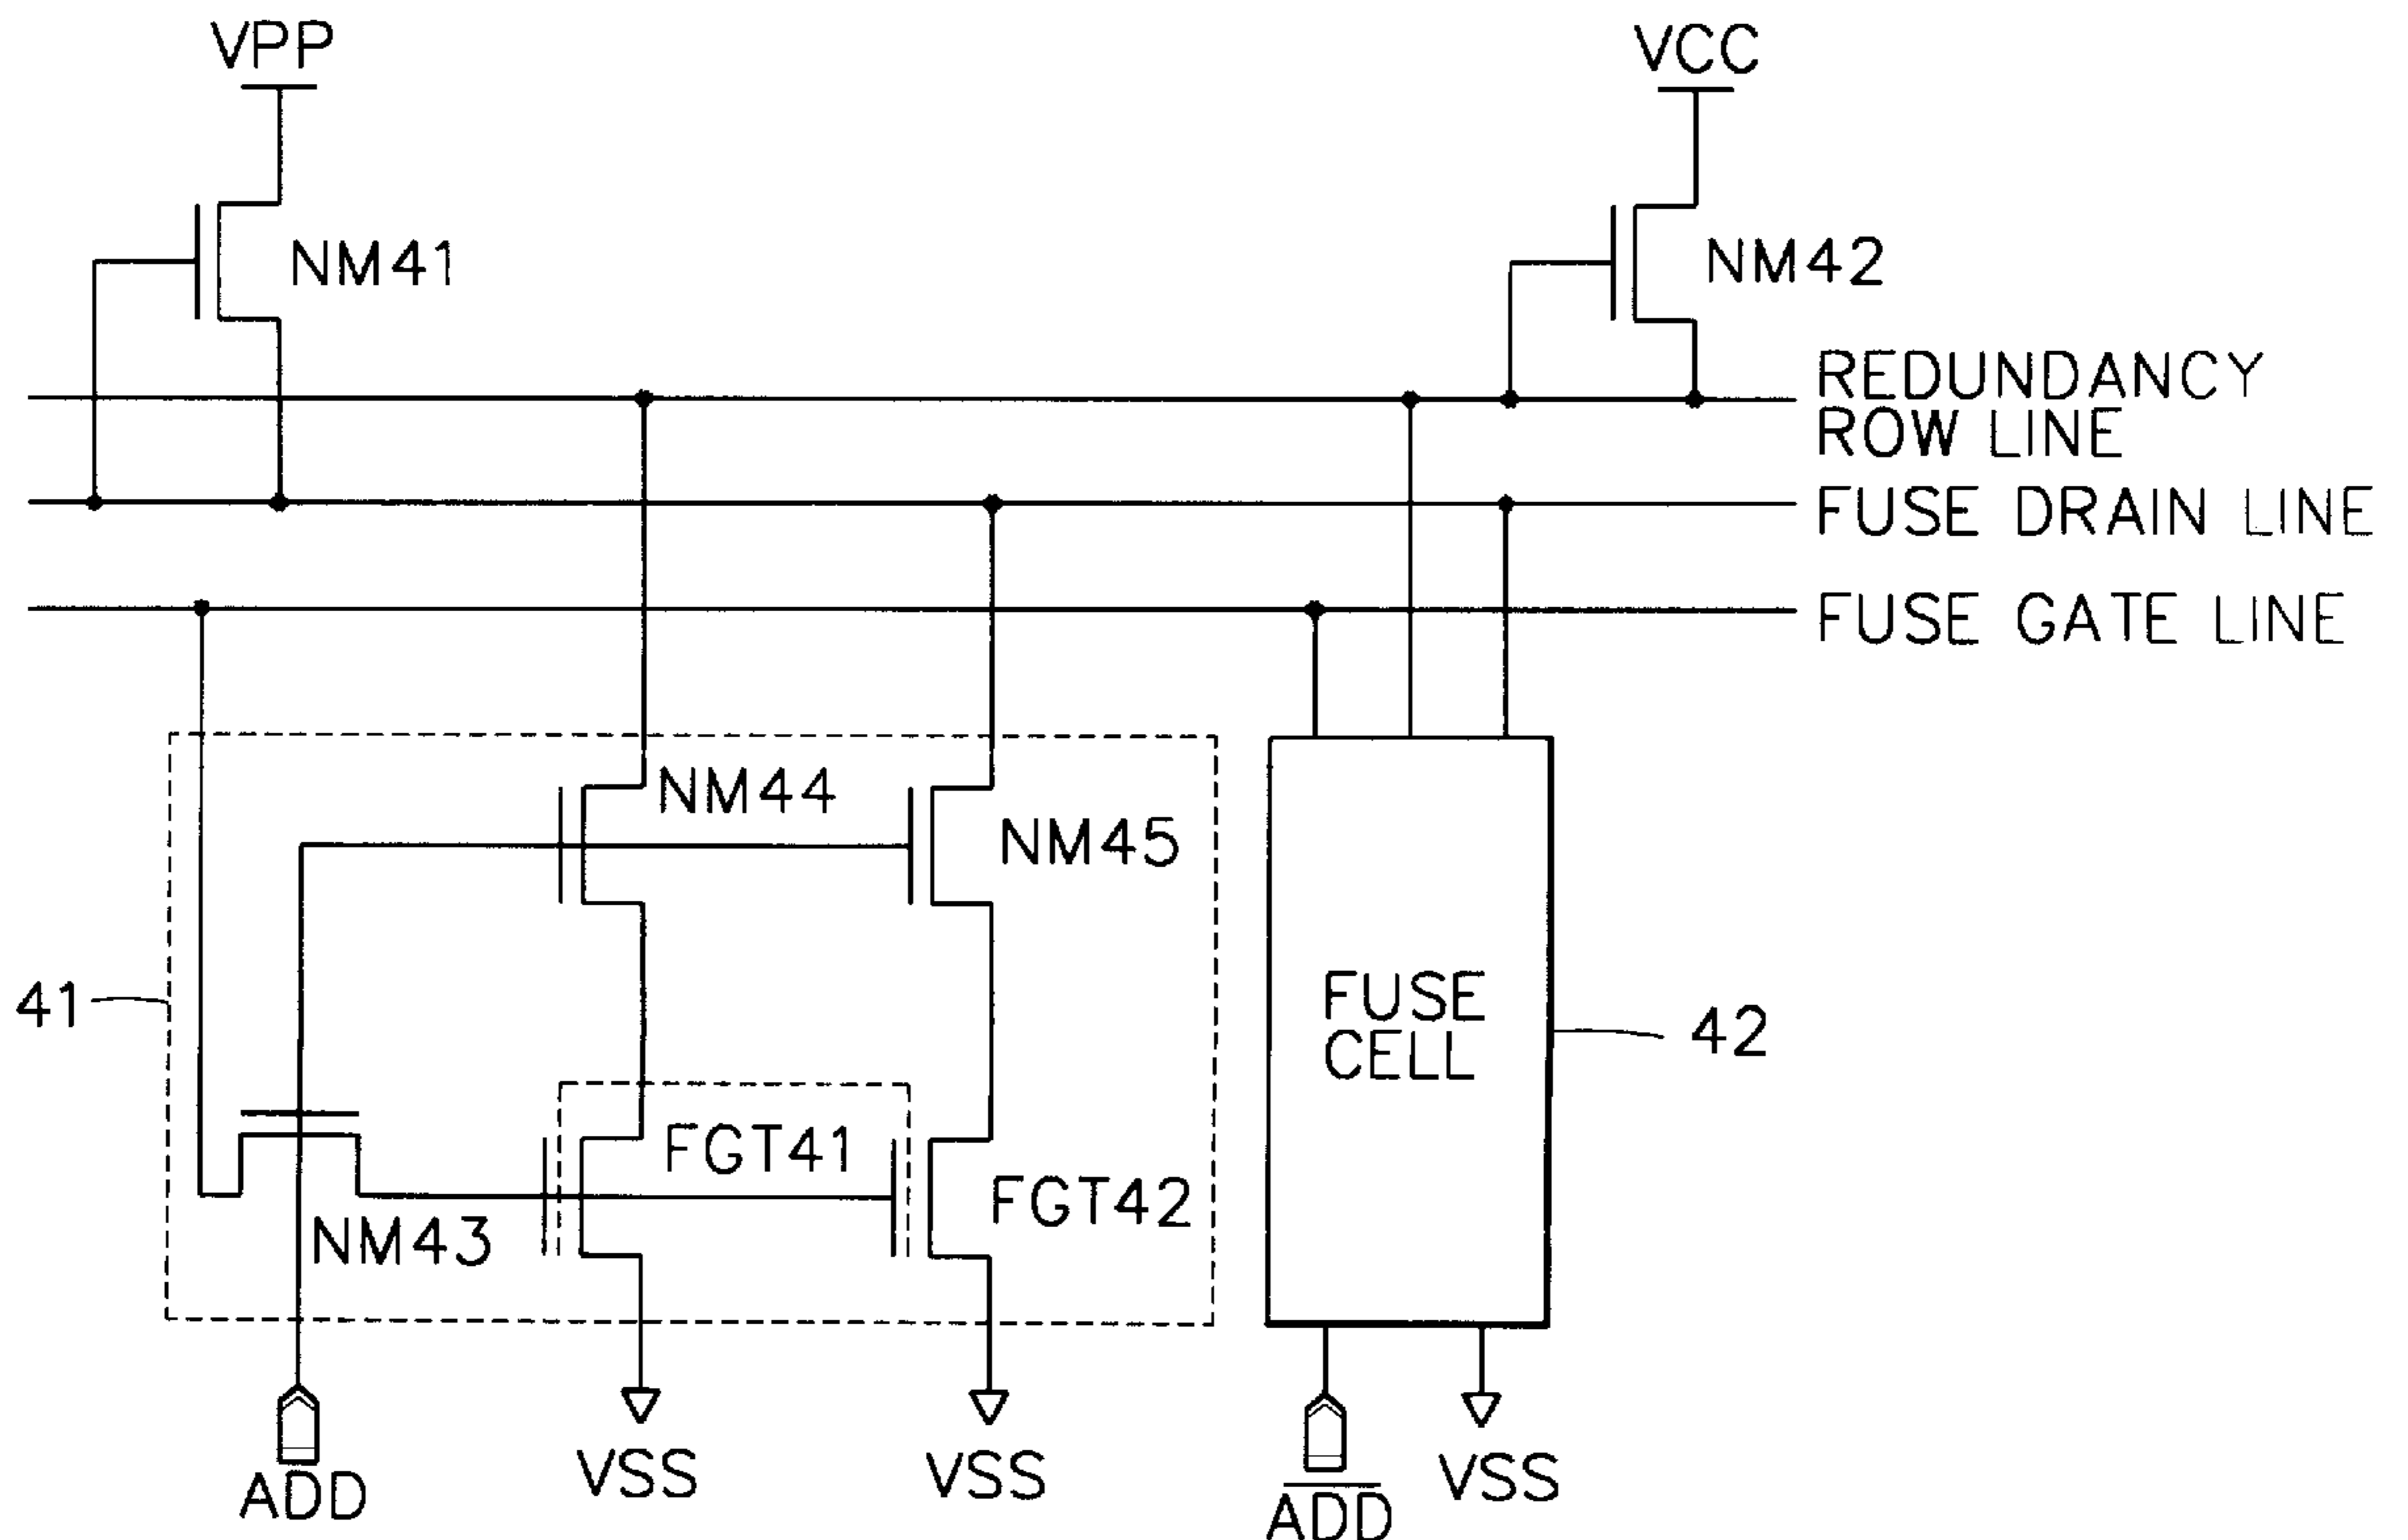 VPP
VCC
NM41
NM42
REDUNDANCY
ROW LINE
FUSE DRAIN LINE
FUSE GATE LINE
NM44
NM45
41
FUSE
CELL
42
FGT41
FGT42
NM43
ADD
VSS
VSS
A̅D̅D̅
VSS